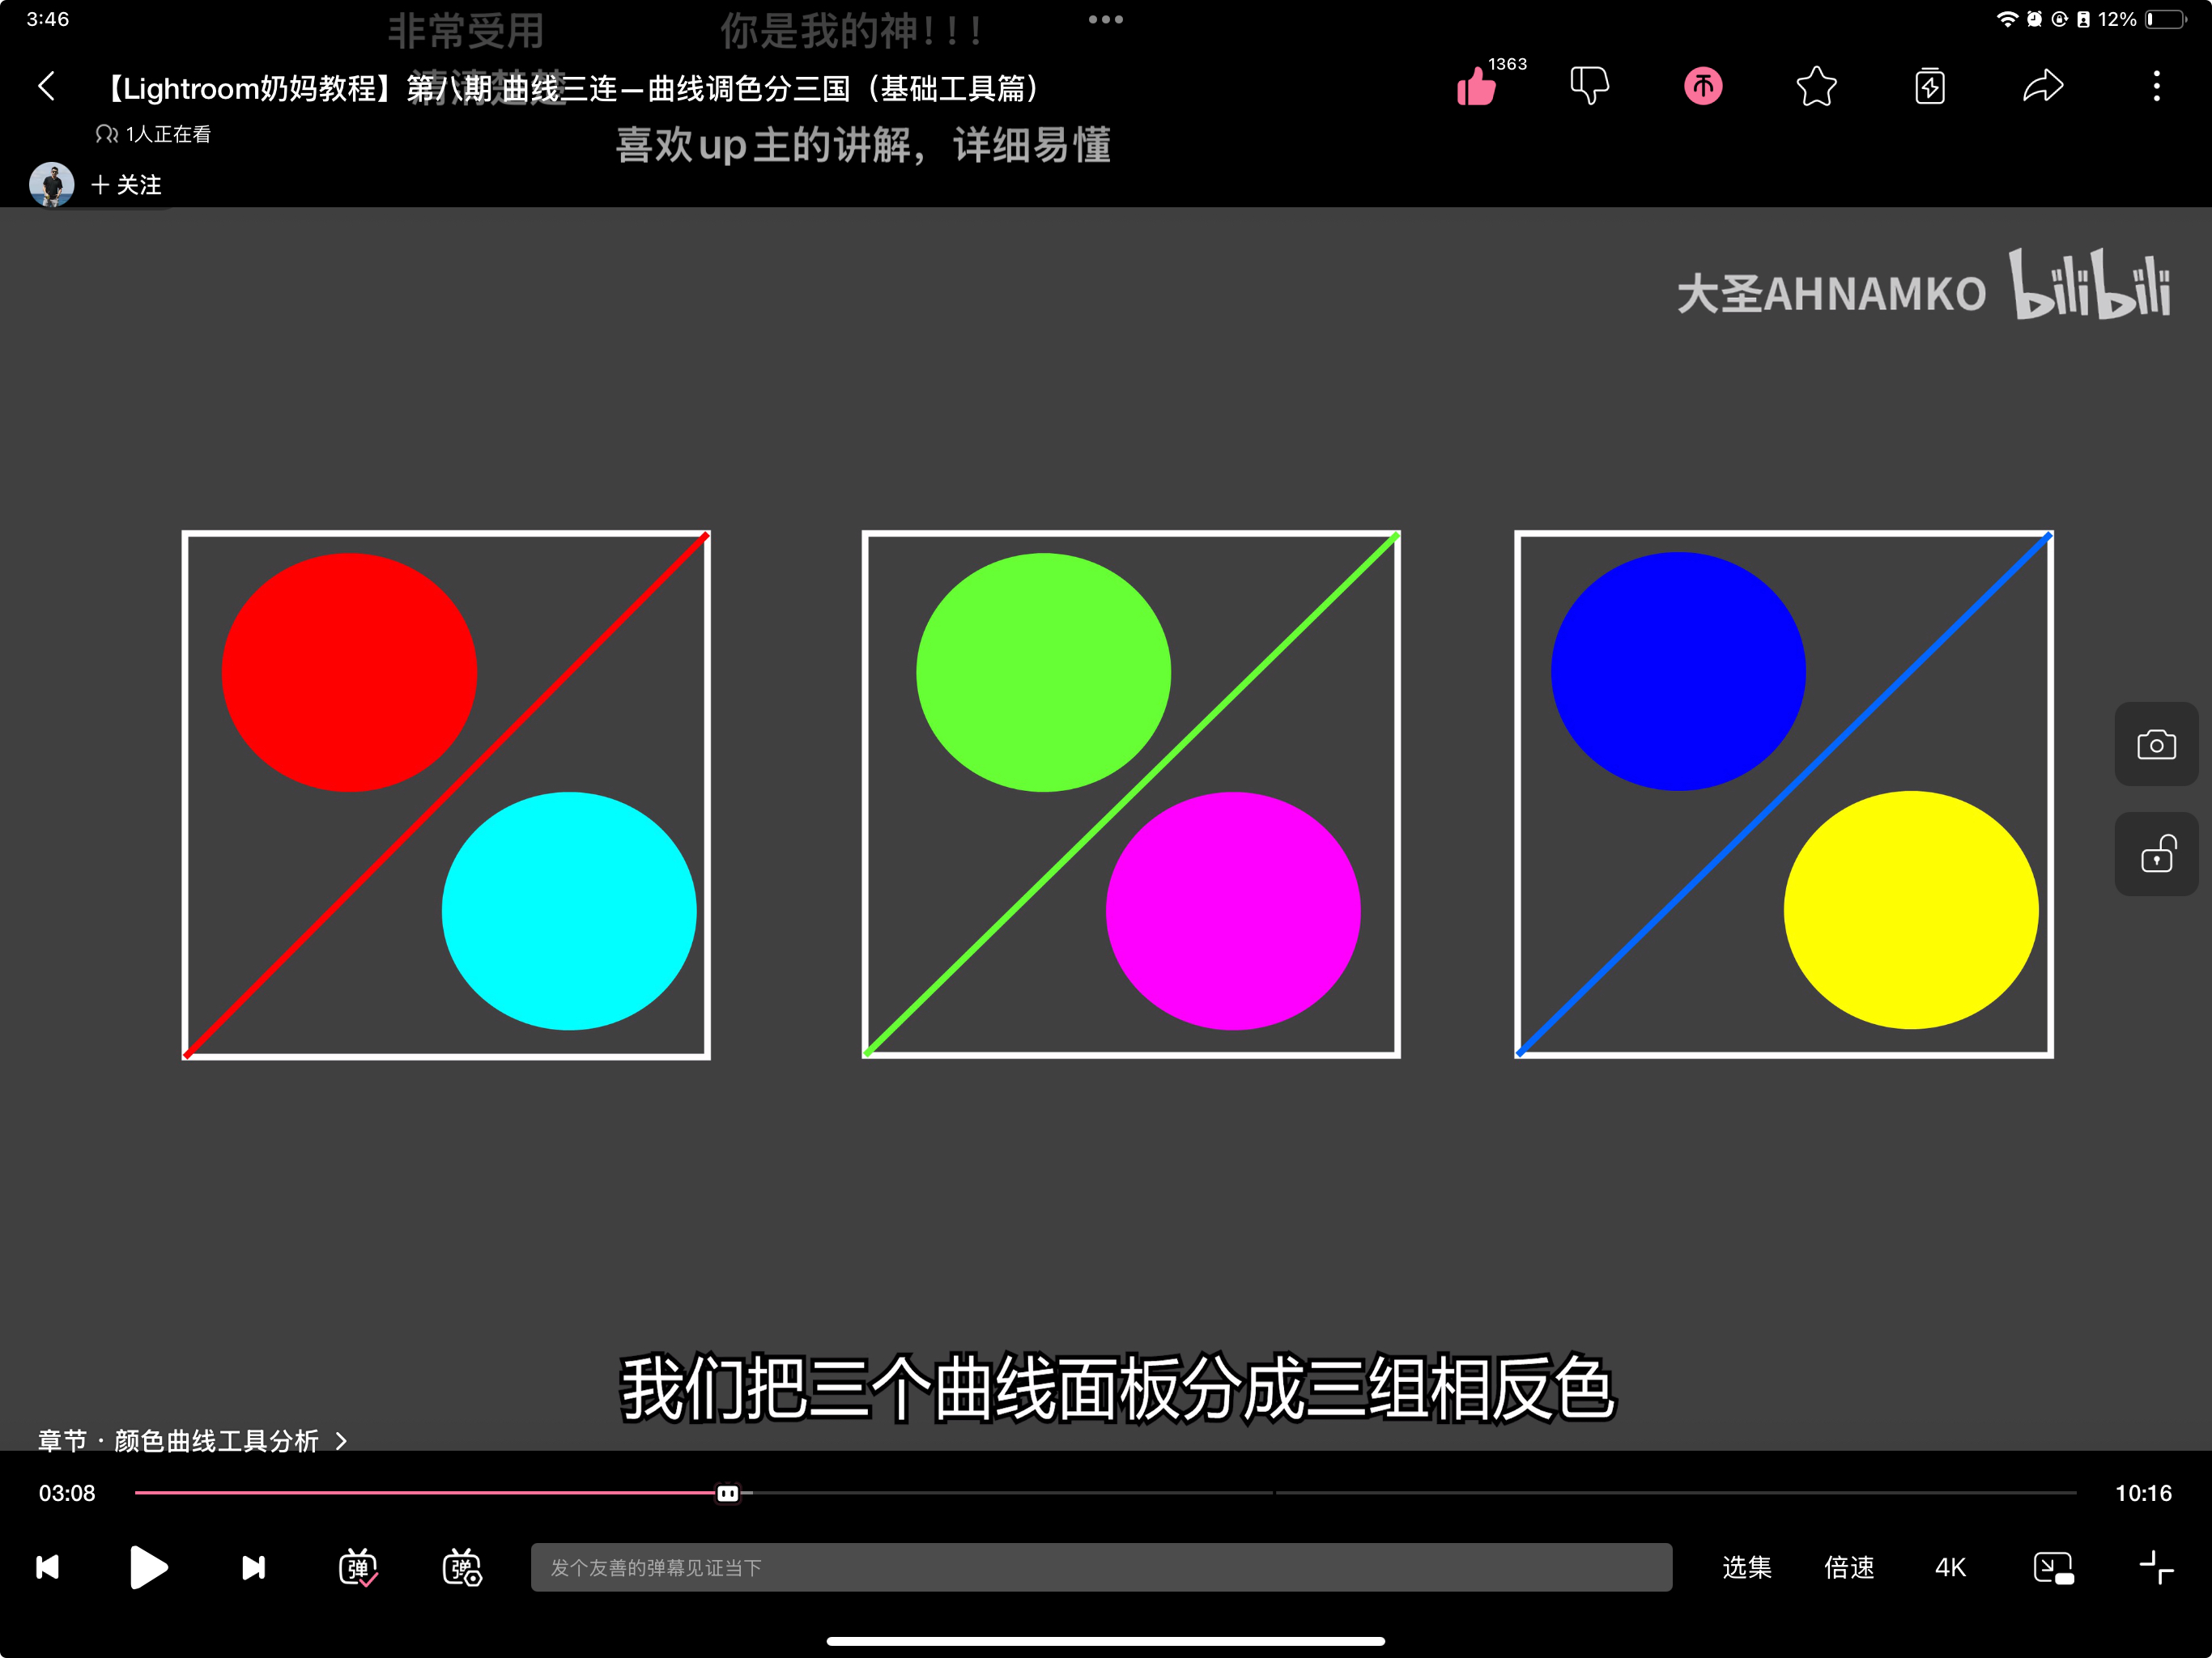 3:46
非常受用
你是我的神！！！
12%
【Lightroom奶妈教程】第八期 曲线三连—曲线调色分三国（基础工具篇）
清清楚楚
1363
1人正在看
喜欢up主的讲解，详细易懂
关注
大圣AHNAMKO bilibili
我们把三个曲线面板分成三组相反色
章节 · 颜色曲线工具分析
03:08
10:16
弹
弹
发个友善的弹幕见证当下
选集
倍速
4K